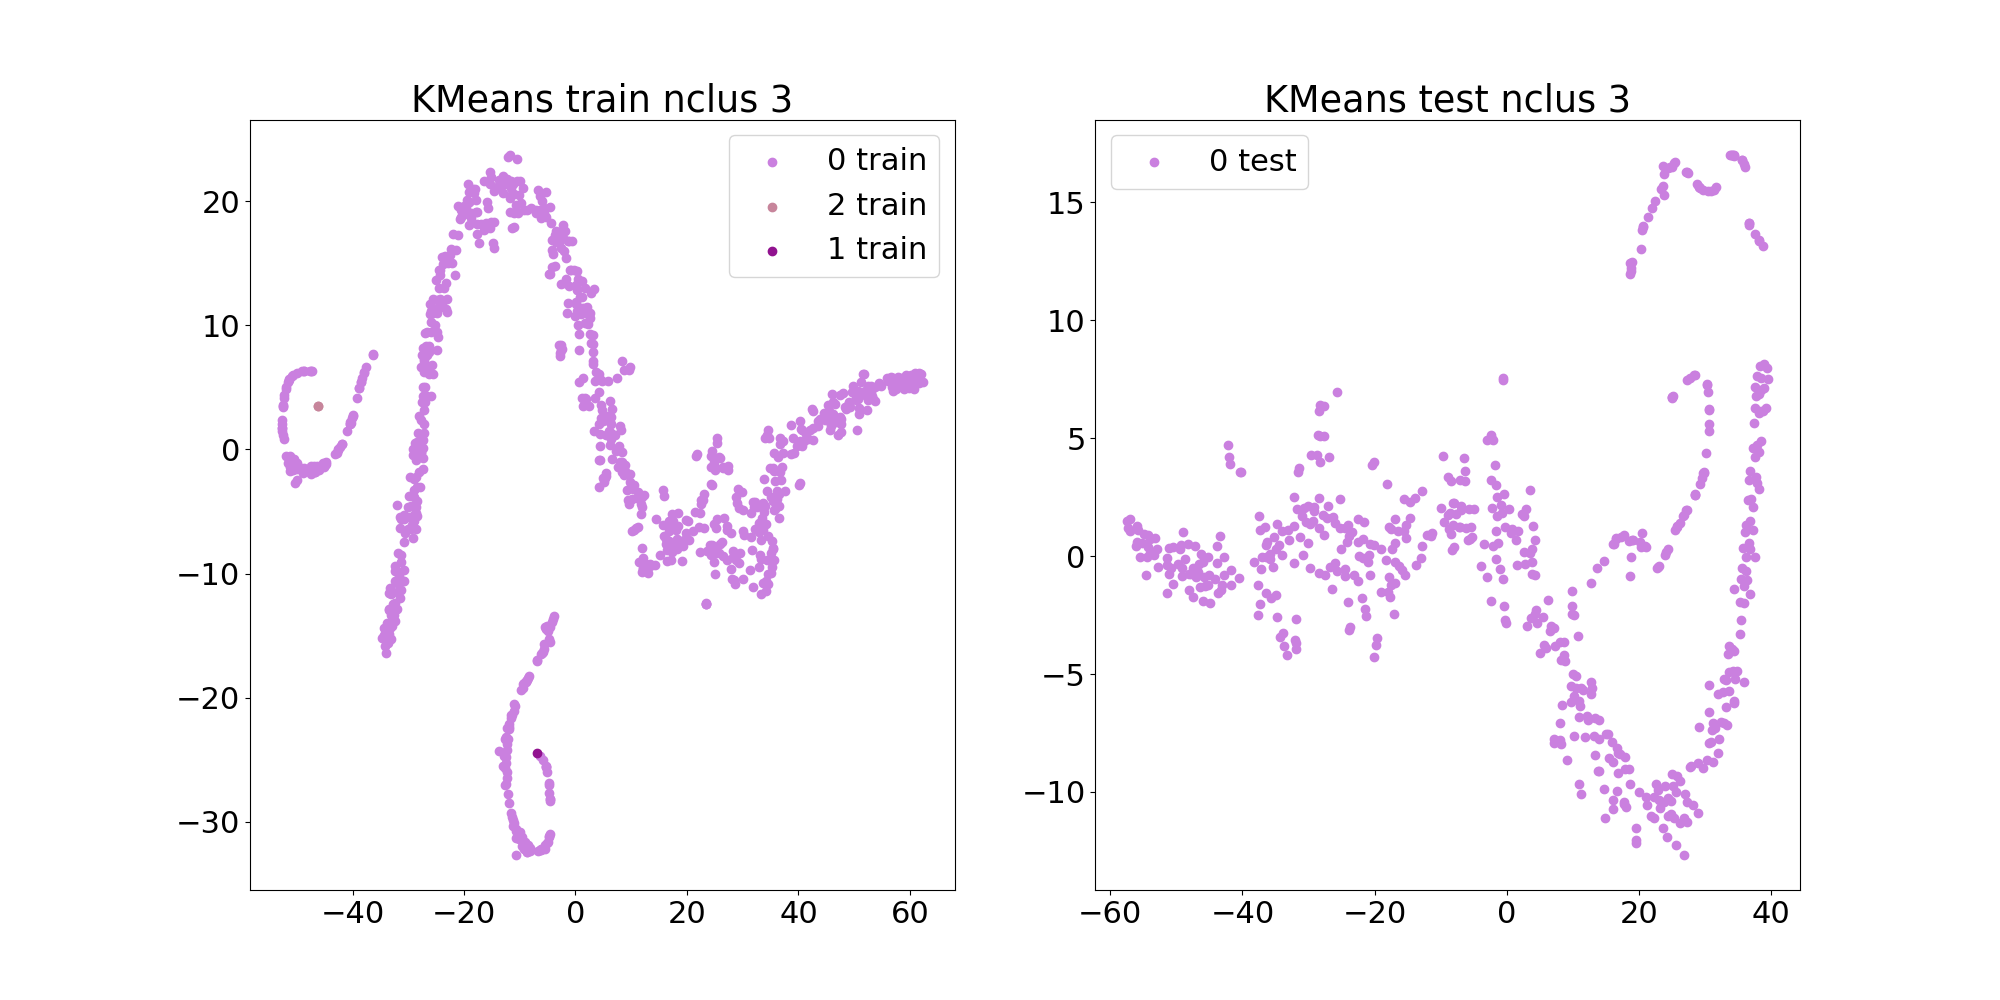 KMeans train nclus 3
0 train
2 train
1 train
20
10
0
−10
−20
−30
−40 −20 0 20 40 60
KMeans test nclus 3
0 test
15
10
5
0
−5
−10
−60 −40 −20 0 20 40